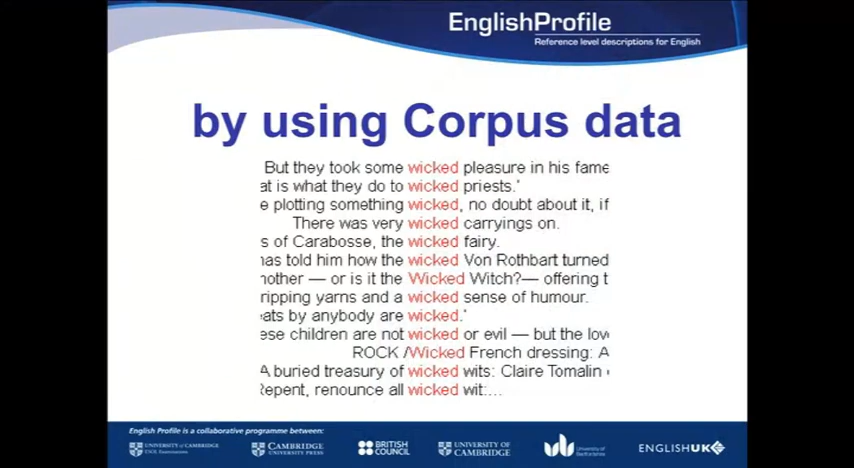 EnglishProfile
Reference level descriptions for English
by using Corpus data
But they took some wicked pleasure in his fame
at is what they do to wicked priests.'
e plotting something wicked, no doubt about it, if
There was very wicked carryings on.
s of Carabosse, the wicked fairy.
has told him how the wicked Von Rothbart turned
nother — or is it the 'Wicked Witch?— offering t
ripping yarns and a wicked sense of humour.
eats by anybody are wicked.'
ese children are not wicked or evil — but the lov
ROCK /Wicked French dressing: A
A buried treasury of wicked wits: Claire Tomalin
Repent, renounce all wicked wit:...
English Profile is a collaborative programme between:
UNIVERSITY of CAMBRIDGE
ESOL Examinations
CAMBRIDGE
UNIVERSITY PRESS
BRITISH
COUNCIL
UNIVERSITY OF
CAMBRIDGE
University of
Bedfordshire
ENGLISHUK